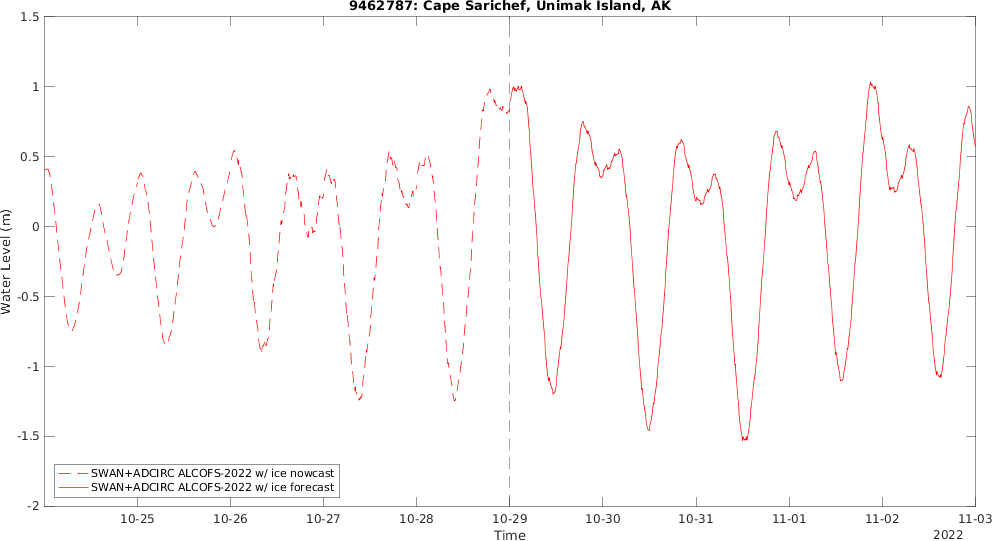 9462787: Cape Sarichef, Unimak Island, AK
1.5
1
0.5
0
-0.5
-1
-1.5
-2
Water Level (m)
SWAN+ADCIRC ALCOFS-2022 w/ ice nowcast
SWAN+ADCIRC ALCOFS-2022 w/ ice forecast
10-25 10-26 10-27 10-28 10-29 10-30 10-31 11-01 11-02 11-03
Time
2022